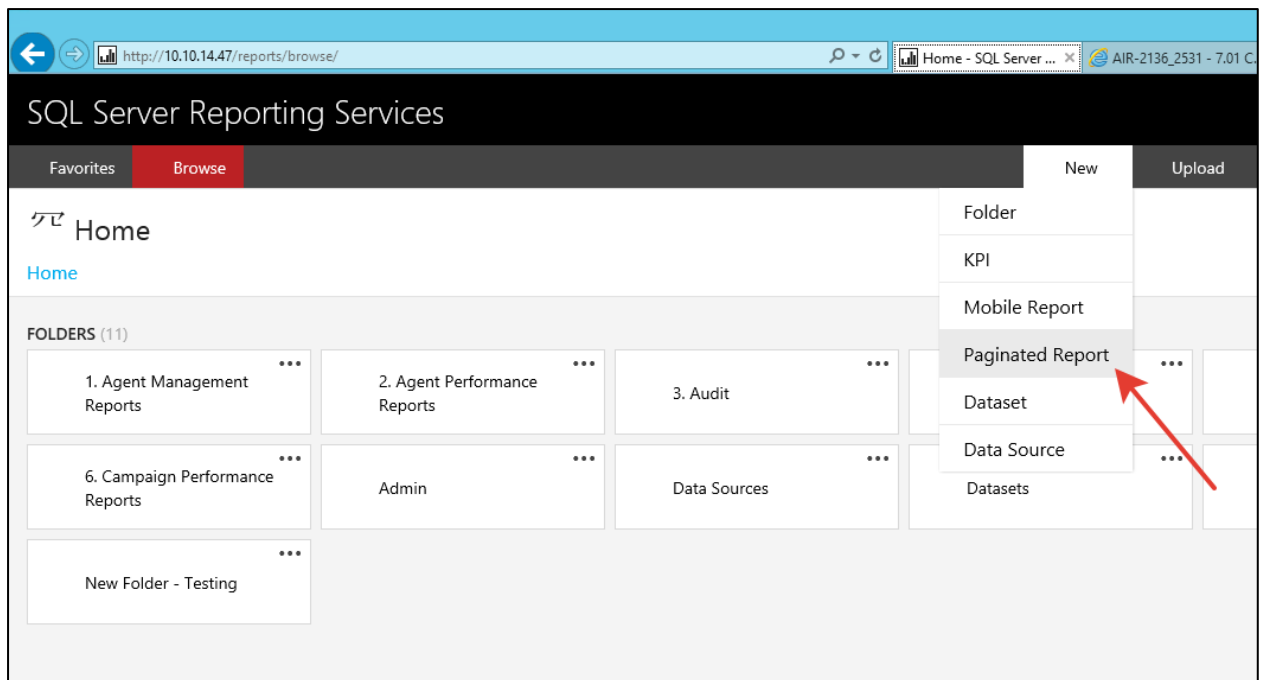 http://10.10.14.47/reports/browse/
Home - SQL Server ...
AIR-2136_2531 - 7.01 C.
SQL Server Reporting Services
Favorites
Browse
New
Upload
Home
Home
Folder
KPI
Mobile Report
Paginated Report
Dataset
Data Source
FOLDERS (11)
1. Agent Management
Reports
2. Agent Performance
Reports
3. Audit
6. Campaign Performance
Reports
Admin
Data Sources
Datasets
New Folder - Testing